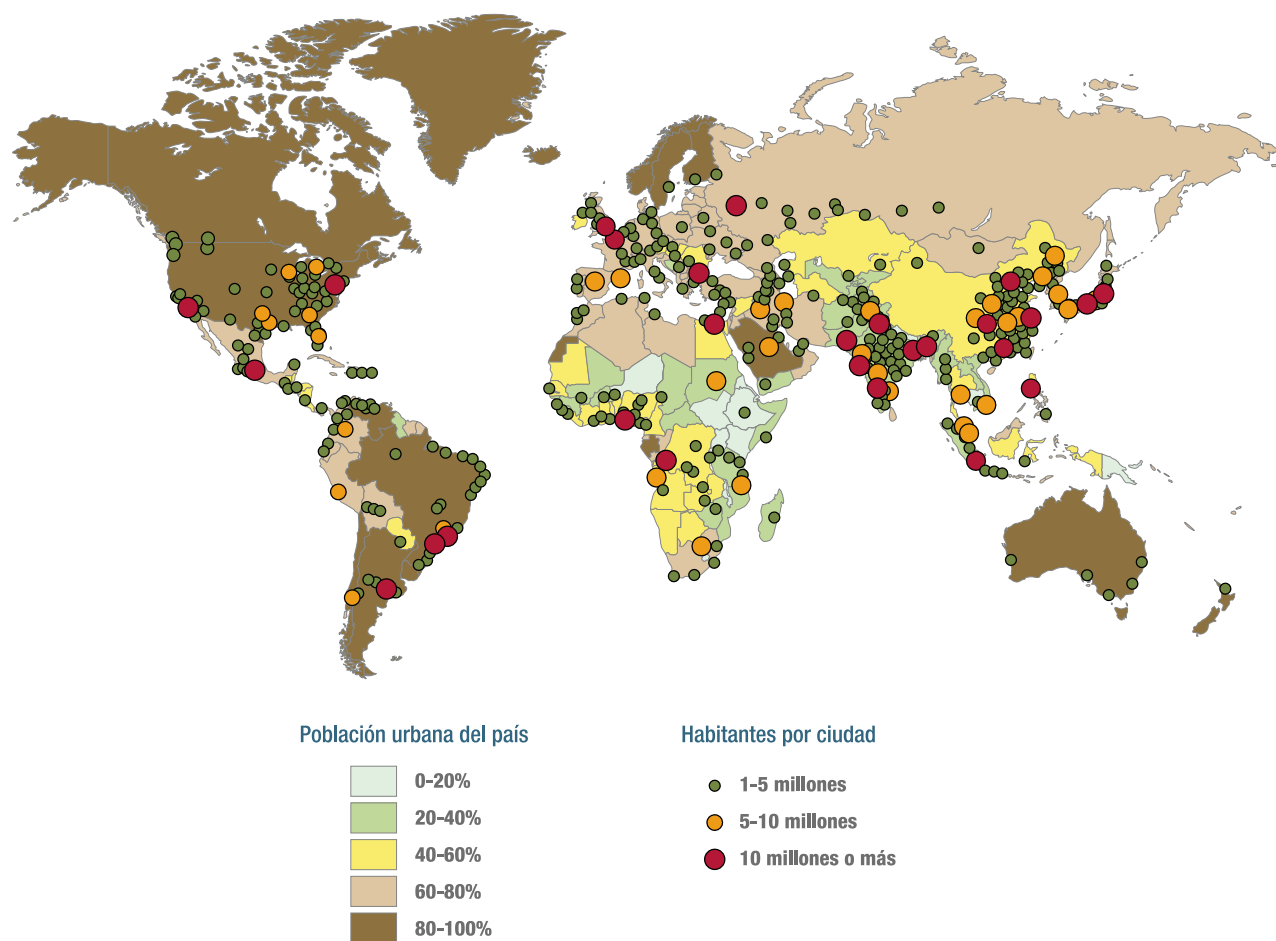 Población urbana del país
0-20%
20-40%
40-60%
60-80%
80-100%
Habitantes por ciudad
1-5 millones
5-10 millones
10 millones o más